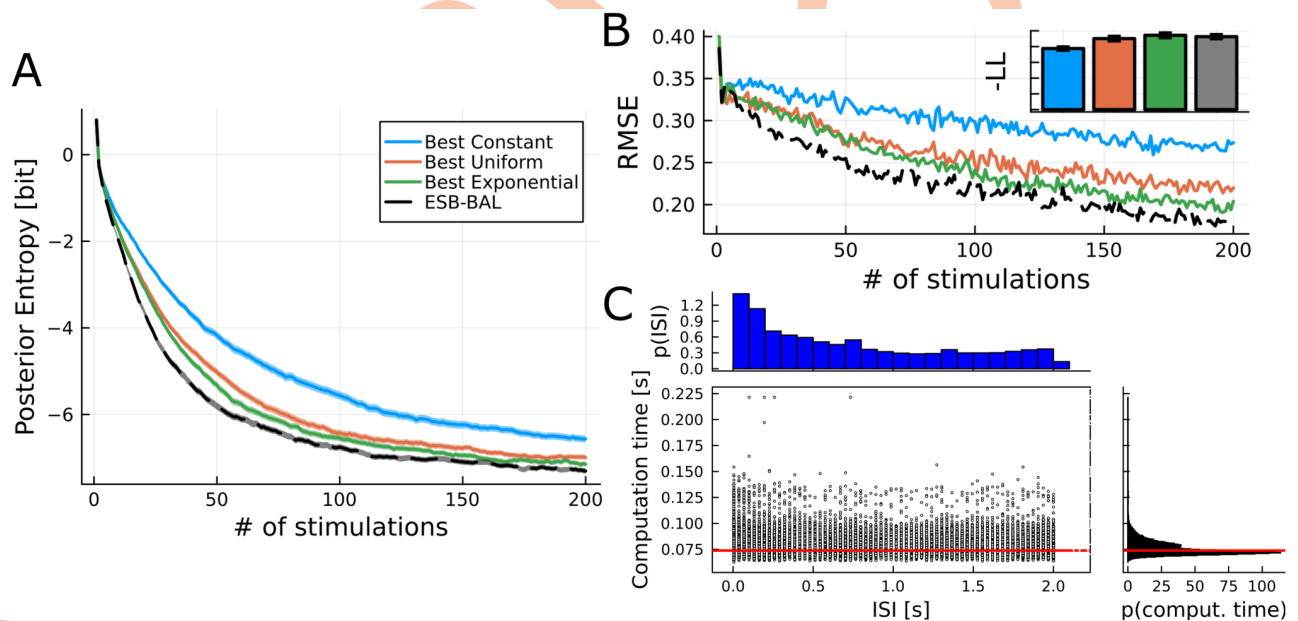 A
Posterior Entropy [bit]
0
−2
−4
−6
0 50 100 150 200
# of stimulations
Best Constant
Best Uniform
Best Exponential
ESB-BAL
B
RMSE
0.40
0.35
0.30
0.25
0.20
-LL
0 50 100 150 200
# of stimulations
C
p(ISI)
1.2
0.9
0.6
0.3
0.0
Computation time [s]
0.225
0.200
0.175
0.150
0.125
0.100
0.075
0.0 0.5 1.0 1.5 2.0
ISI [s]
0 25 50 75 100
p(comput. time)